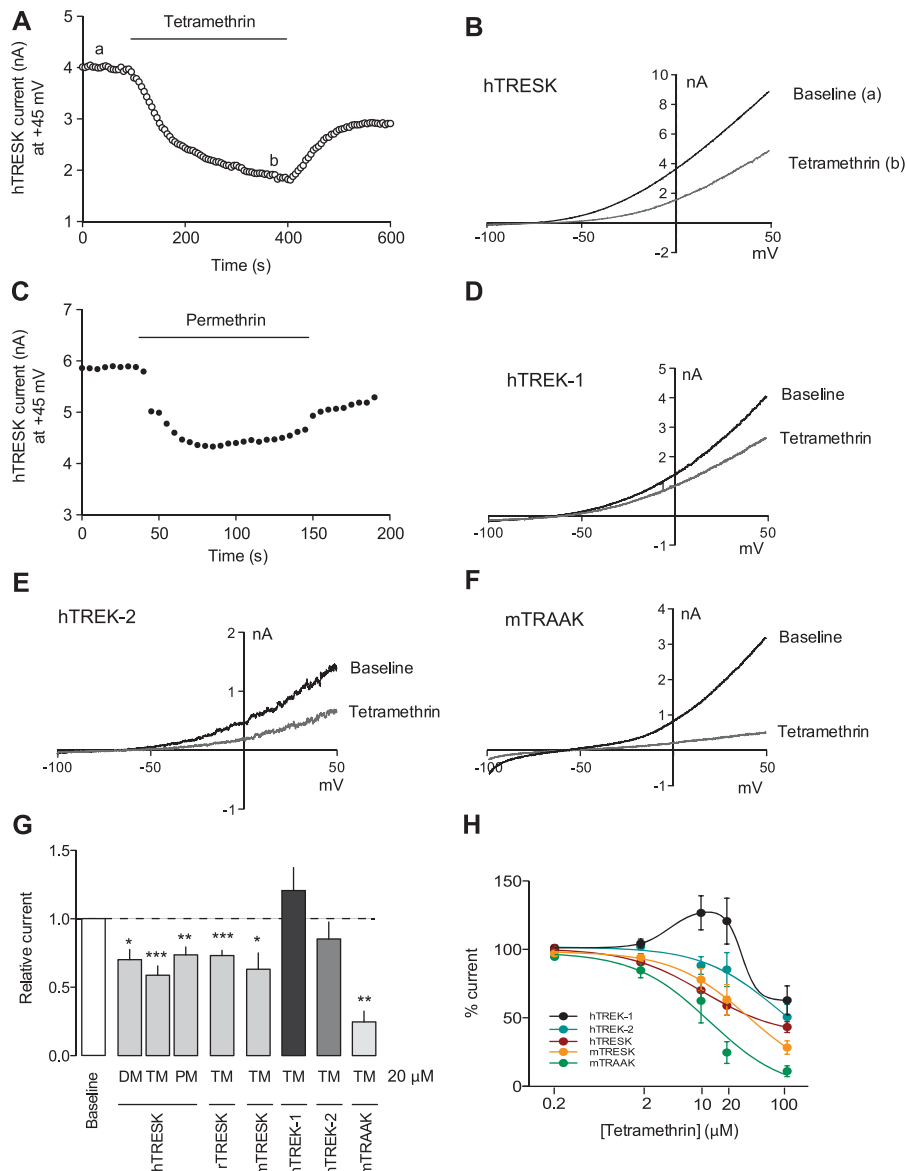 A
Tetramethrin
hTRESK current (nA)
at +45 mV
5
4
3
2
1
a
b
0
200
400
600
Time (s)
B
hTRESK
nA
10
8
6
4
2
-2
-100
-50
50
mV
Baseline (a)
Tetramethrin (b)
C
Permethrin
hTRESK current (nA)
at +45 mV
7
6
5
4
3
0
50
100
150
200
Time (s)
D
hTREK-1
nA
5
4
3
2
1
-1
-100
-50
50
mV
Baseline
Tetramethrin
E
hTREK-2
nA
2
1
-1
-100
-50
50
mV
Baseline
Tetramethrin
F
mTRAAK
nA
4
3
2
1
-1
-100
-50
50
mV
Baseline
Tetramethrin
G
Relative current
1.5
1.0
0.5
0.0
* *** ** *** * **
DM TM PM TM TM TM TM TM 20 µM
Baseline
hTRESK
rTRESK
mTRESK
hTREK-1
hTREK-2
mTRAAK
H
% current
150
100
50
0
hTREK-1
hTREK-2
hTRESK
mTRESK
mTRAAK
0.2 2 10 20 100
[Tetramethrin] (µM)